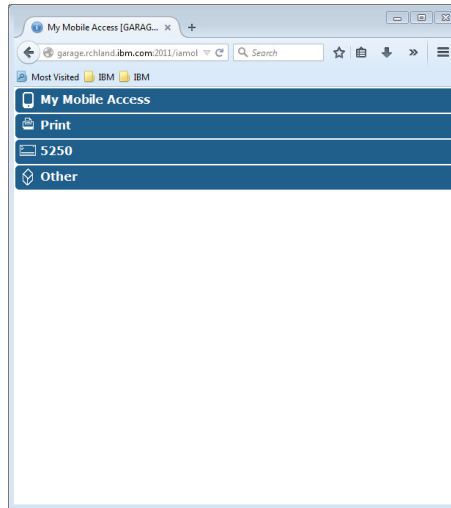 My Mobile Access [GARAG... × +
garage.rchland.ibm.com:2011/iamol Search
Most Visited IBM IBM
My Mobile Access
Print
5250
Other